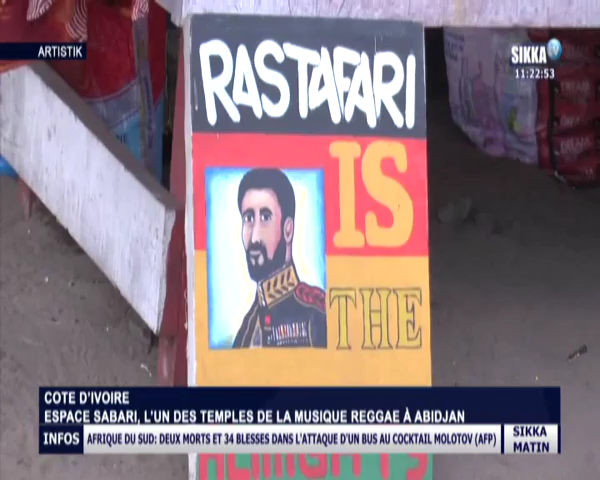 ARTISTIK
SIKKA TV
11:22:53
RASTAFARI
IS
THE
COTE D'IVOIRE
ESPACE SABARI, L'UN DES TEMPLES DE LA MUSIQUE REGGAE À ABIDJAN
INFOS
AFRIQUE DU SUD: DEUX MORTS ET 34 BLESSES DANS L'ATTAQUE D'UN BUS AU COCKTAIL MOLOTOV (AFP)
SIKKA
MATIN